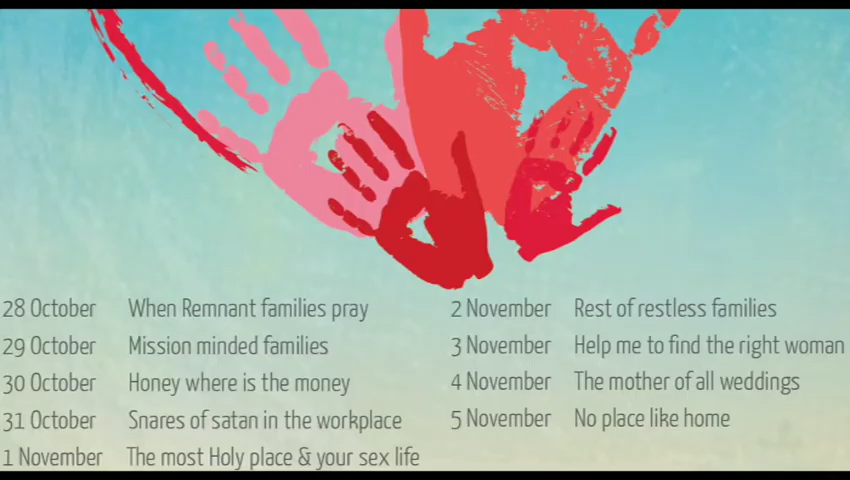 28 October When Remnant families pray
29 October Mission minded families
30 October Honey where is the money
31 October Snares of satan in the workplace
1 November The most Holy place & your sex life
2 November Rest of restless families
3 November Help me to find the right woman
4 November The mother of all weddings
5 November No place like home